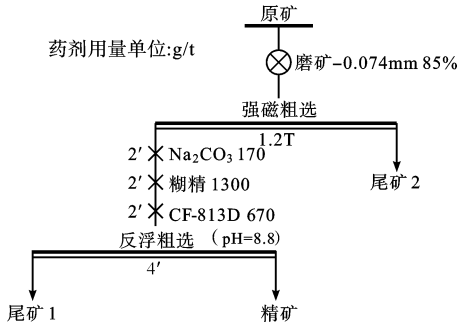 原矿
药剂用量单位:g/t
磨矿-0.074mm 85%
强磁粗选
1.2T
2′ Na₂CO₃ 170
尾矿 2
2′ 糊精 1300
2′ CF-813D 670
反浮粗选 (pH=8.8)
4′
尾矿 1
精矿